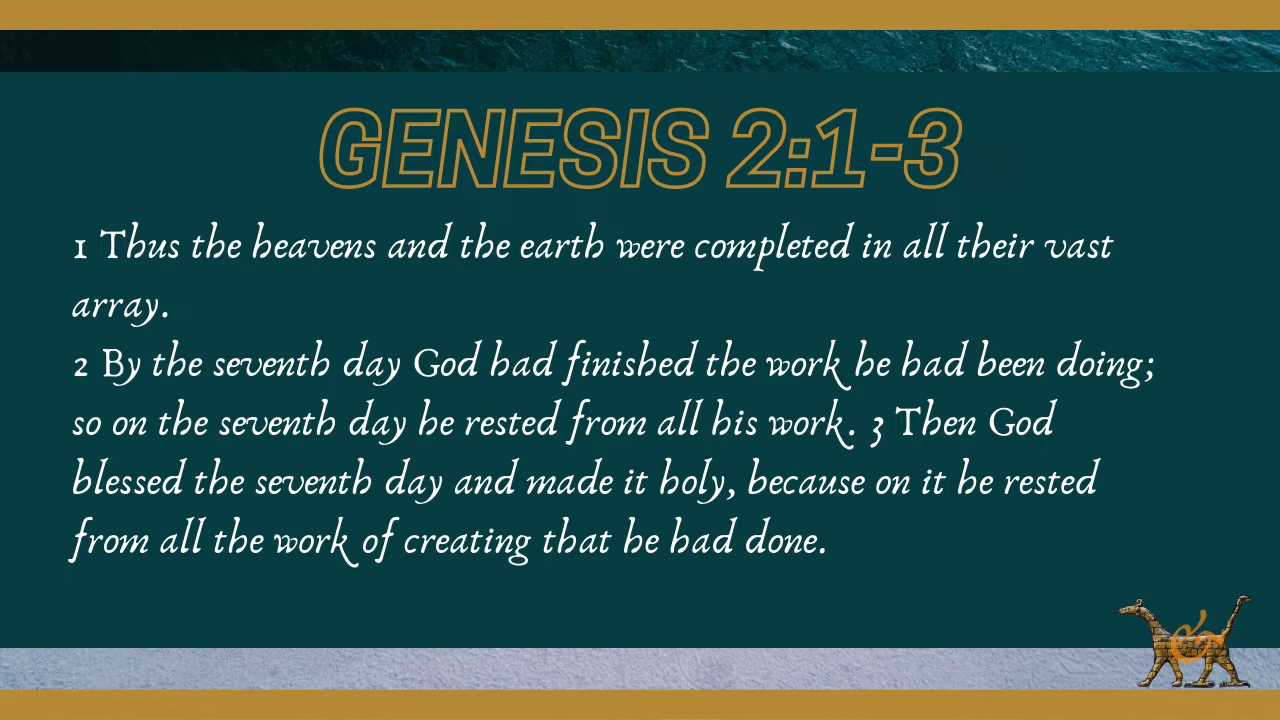 GENESIS 2:1-3
1 Thus the heavens and the earth were completed in all their vast
array.
2 By the seventh day God had finished the work he had been doing;
so on the seventh day he rested from all his work. 3 Then God
blessed the seventh day and made it holy, because on it he rested
from all the work of creating that he had done.